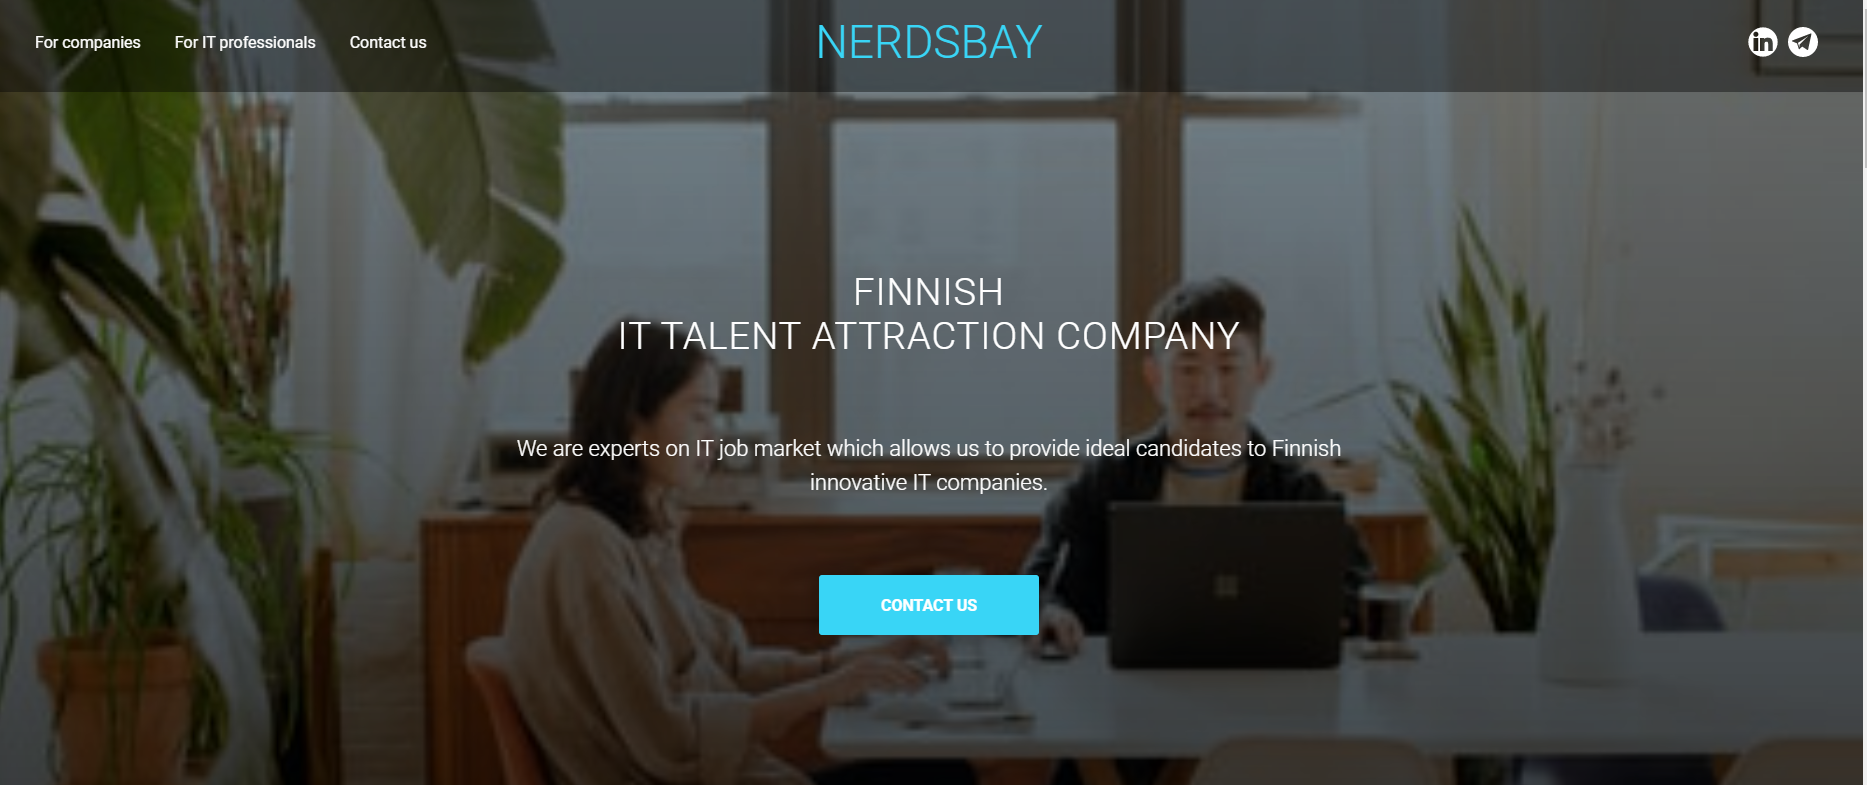 For companies
For IT professionals
Contact us
NERDSBAY
in
FINNISH
IT TALENT ATTRACTION COMPANY
We are experts on IT job market which allows us to provide ideal candidates to Finnish
innovative IT companies.
CONTACT US